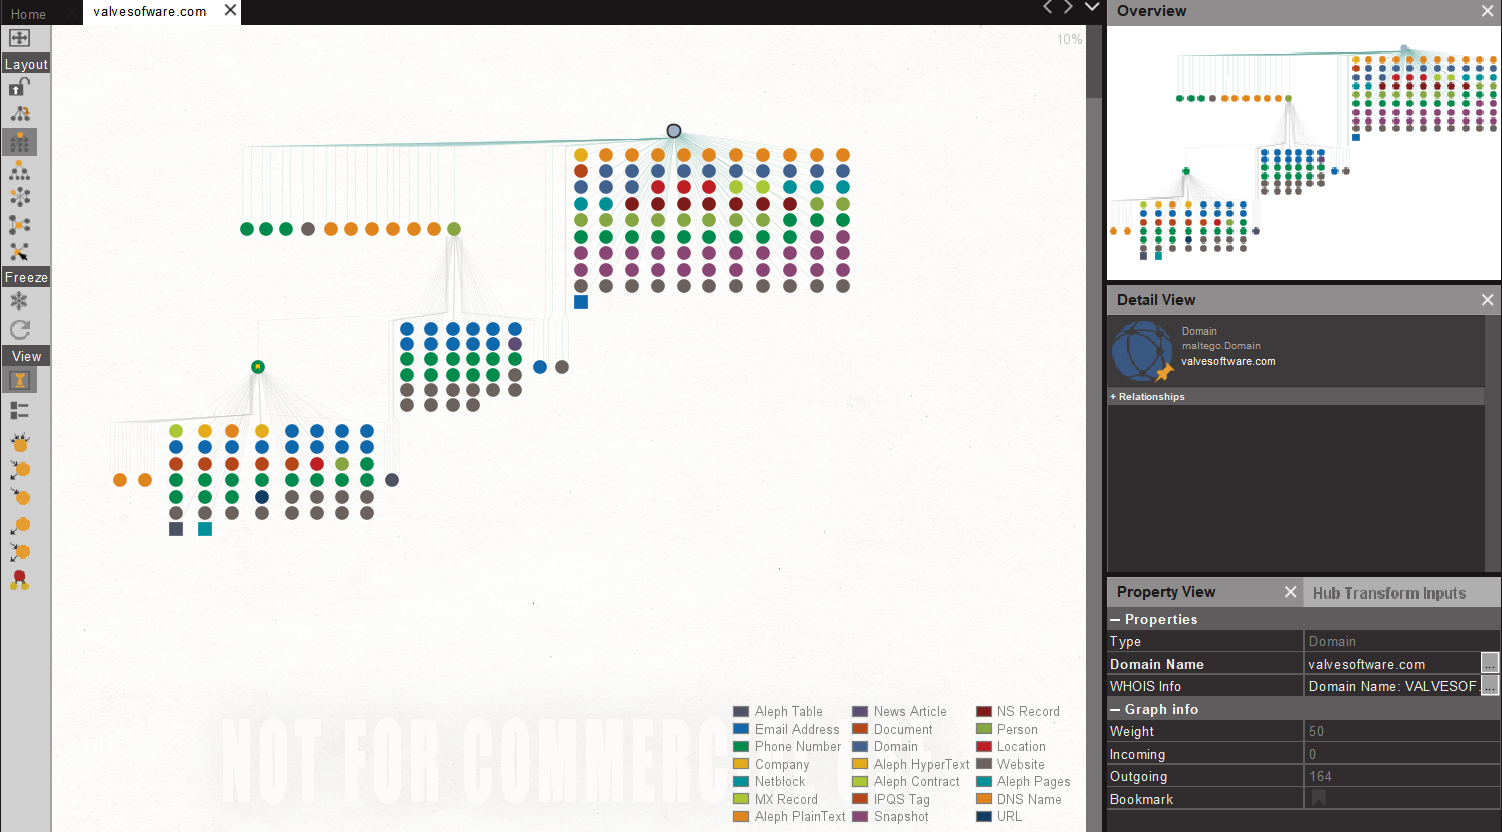 Home
valvesofware.com
Overview
10%
Layout
Freeze
View
Detail View
Domain
maltego.Domain
valvesoftware.com
+ Relationships
Property View
Hub Transform Inputs
Properties
Type
Domain
Domain Name
valvesoftware.com
...
WHOIS Info
Domain Name: VALVESOF...
...
Graph info
Weight
50
Incoming
0
Outgoing
164
Bookmark
Aleph Table
News Article
NS Record
Email Address
Document
Person
Phone Number
Domain
Location
Company
Aleph HyperText
Website
Netblock
Aleph Contract
Aleph Pages
MX Record
IPQS Tag
DNS Name
Aleph PlainText
Snapshot
URL
NOT FOR COMMERC